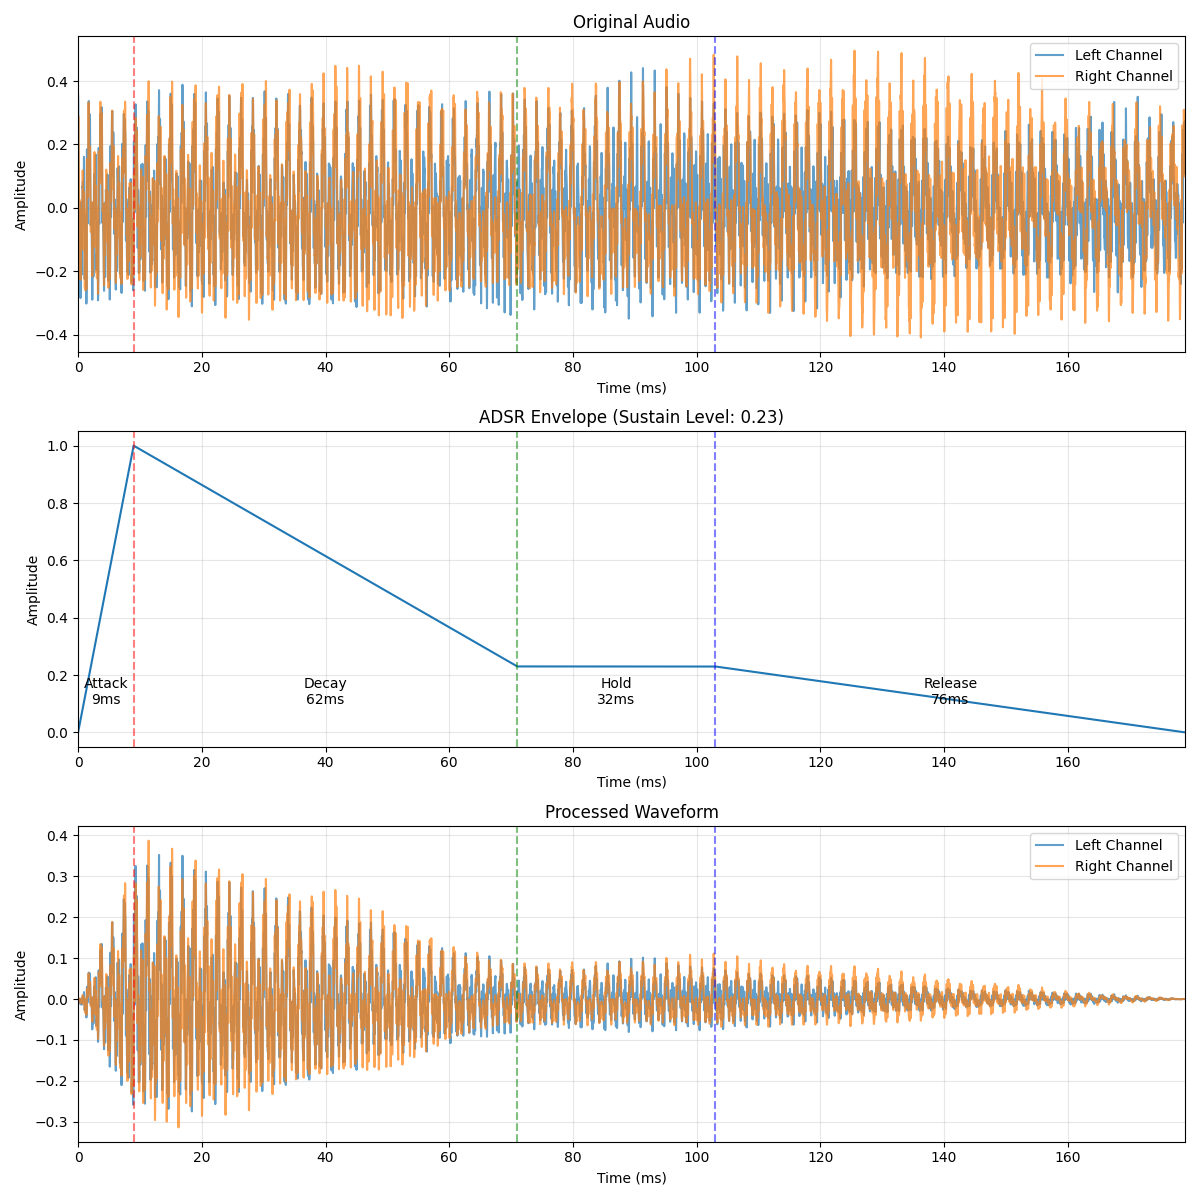 Original Audio
Amplitude
0.4
0.2
0.0
−0.2
−0.4
Left Channel
Right Channel
0 20 40 60 80 100 120 140 160
Time (ms)
ADSR Envelope (Sustain Level: 0.23)
Amplitude
1.0
0.8
0.6
0.4
0.2
0.0
Attack
9ms
Decay
62ms
Hold
32ms
Release
76ms
0 20 40 60 80 100 120 140 160
Time (ms)
Processed Waveform
Amplitude
0.4
0.3
0.2
0.1
0.0
−0.1
−0.2
−0.3
Left Channel
Right Channel
0 20 40 60 80 100 120 140 160
Time (ms)